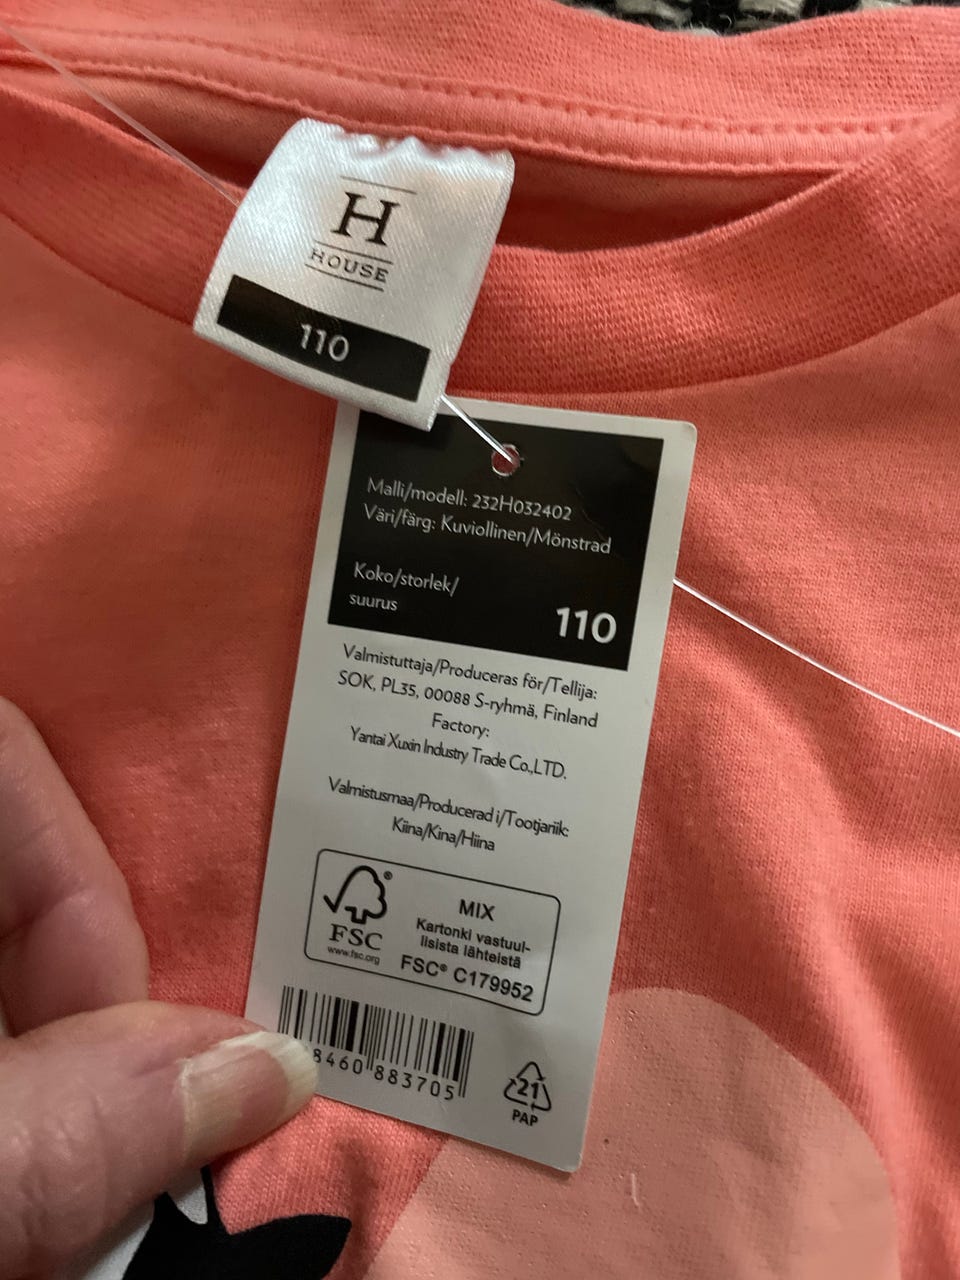 H
HOUSE
110
Malli/modell: 232H032402
Väri/färg: Kuviollinen/Mönstrad
Koko/storlek/
suurus
110
Valmistuttaja/Produceras för/Tellija:
SOK, PL35, 00088 S-ryhmä, Finland
Factory:
Yantai Xuxin Industry Trade Co.,LTD.
Valmistusmaa/Producerad i/Tootjariik:
Kiina/Kina/Hiina
FSC®
www.fsc.org
MIX
Kartonki vastuul-
lisista lähteistä
FSC® C179952
8460 883705
21
PAP